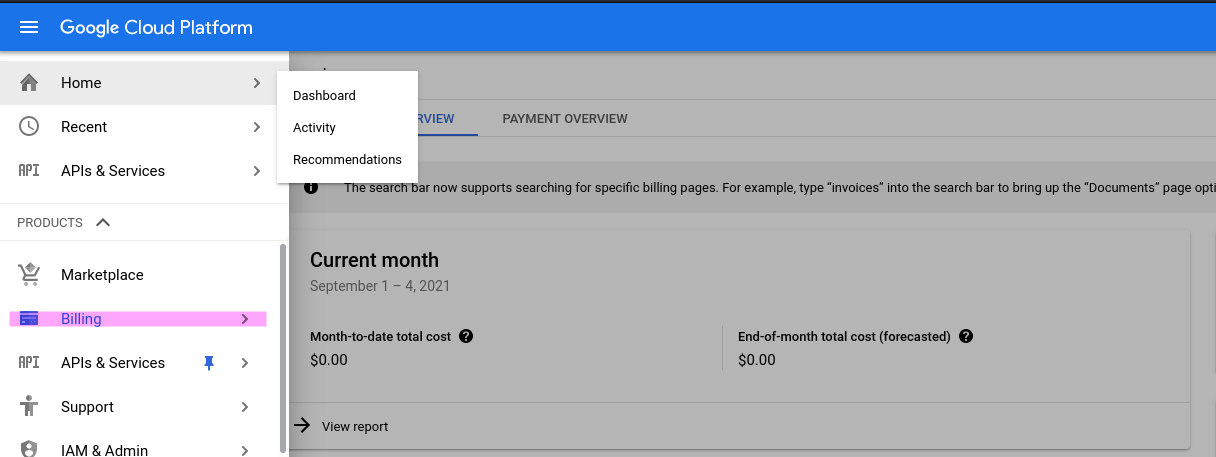 Google Cloud Platform
Home
Recent
API APIs & Services
PRODUCTS
Marketplace
Billing
API APIs & Services
Support
IAM & Admin
Dashboard
Activity
Recommendations
RVIEW
PAYMENT OVERVIEW
The search bar now supports searching for specific billing pages. For example, type “invoices” into the search bar to bring up the “Documents” page opti
Current month
September 1 – 4, 2021
Month-to-date total cost ?
$0.00
End-of-month total cost (forecasted) ?
$0.00
View report